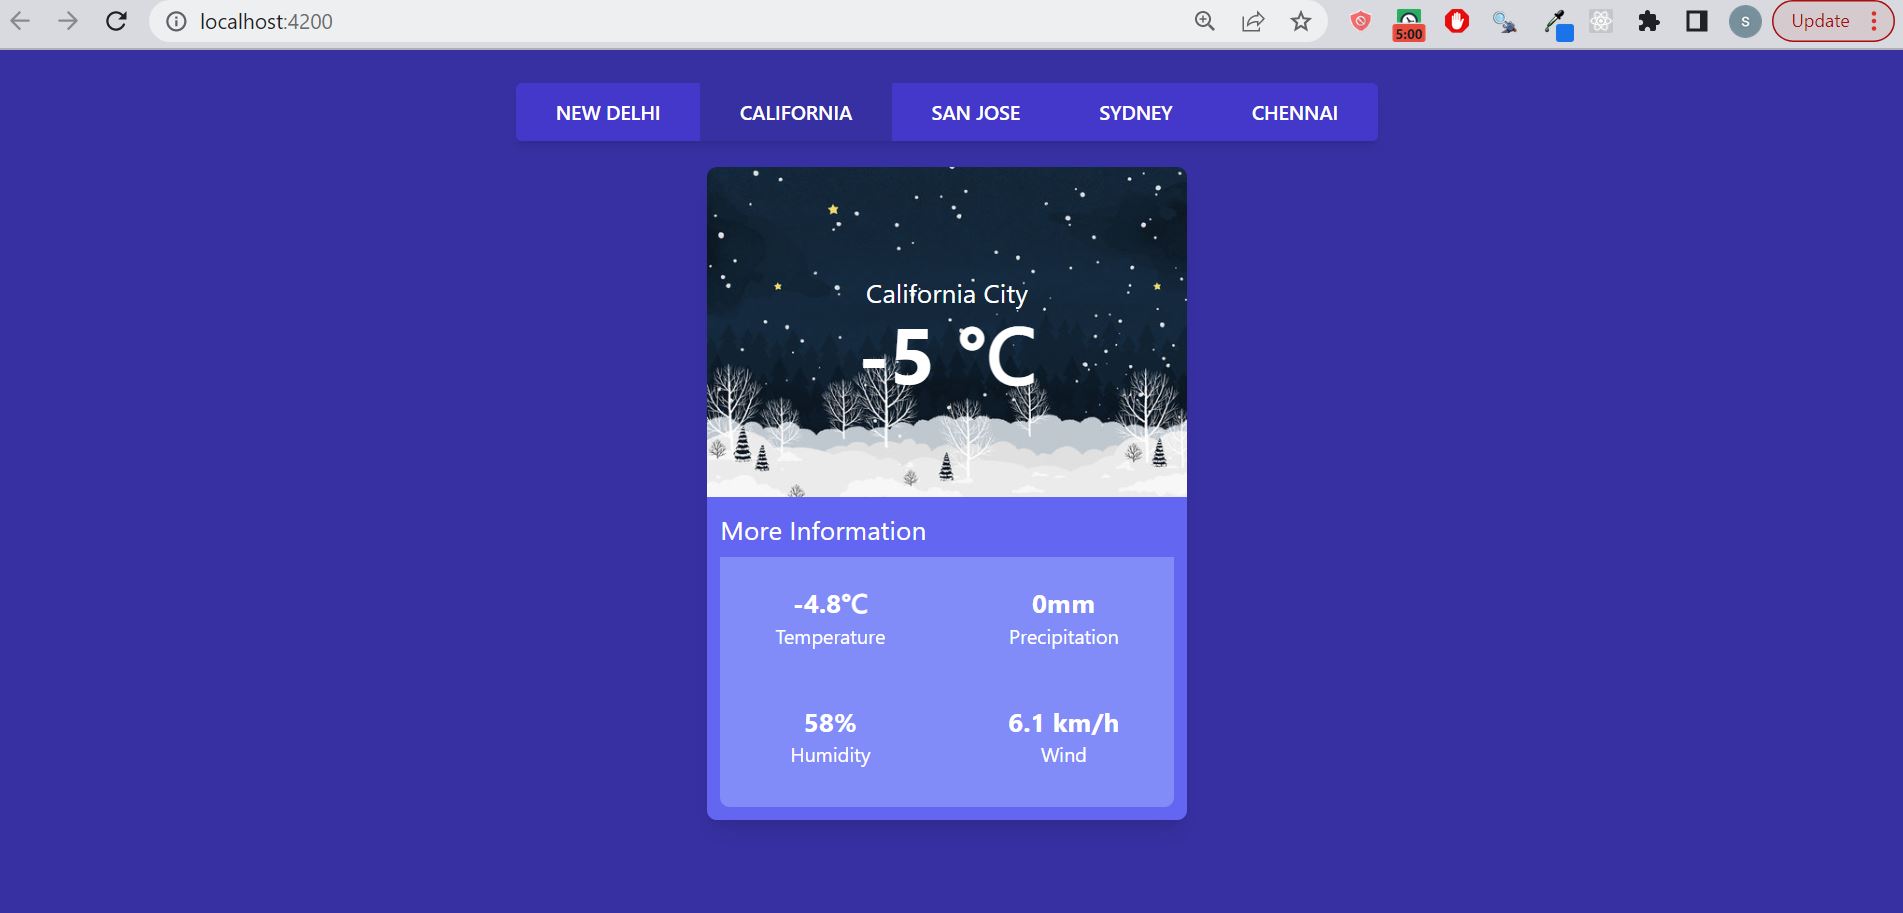 localhost:4200
5:00
S
Update
NEW DELHI CALIFORNIA SAN JOSE SYDNEY CHENNAI
California City
-5 °C
More Information
-4.8°C 0mm
Temperature Precipitation
58% 6.1 km/h
Humidity Wind